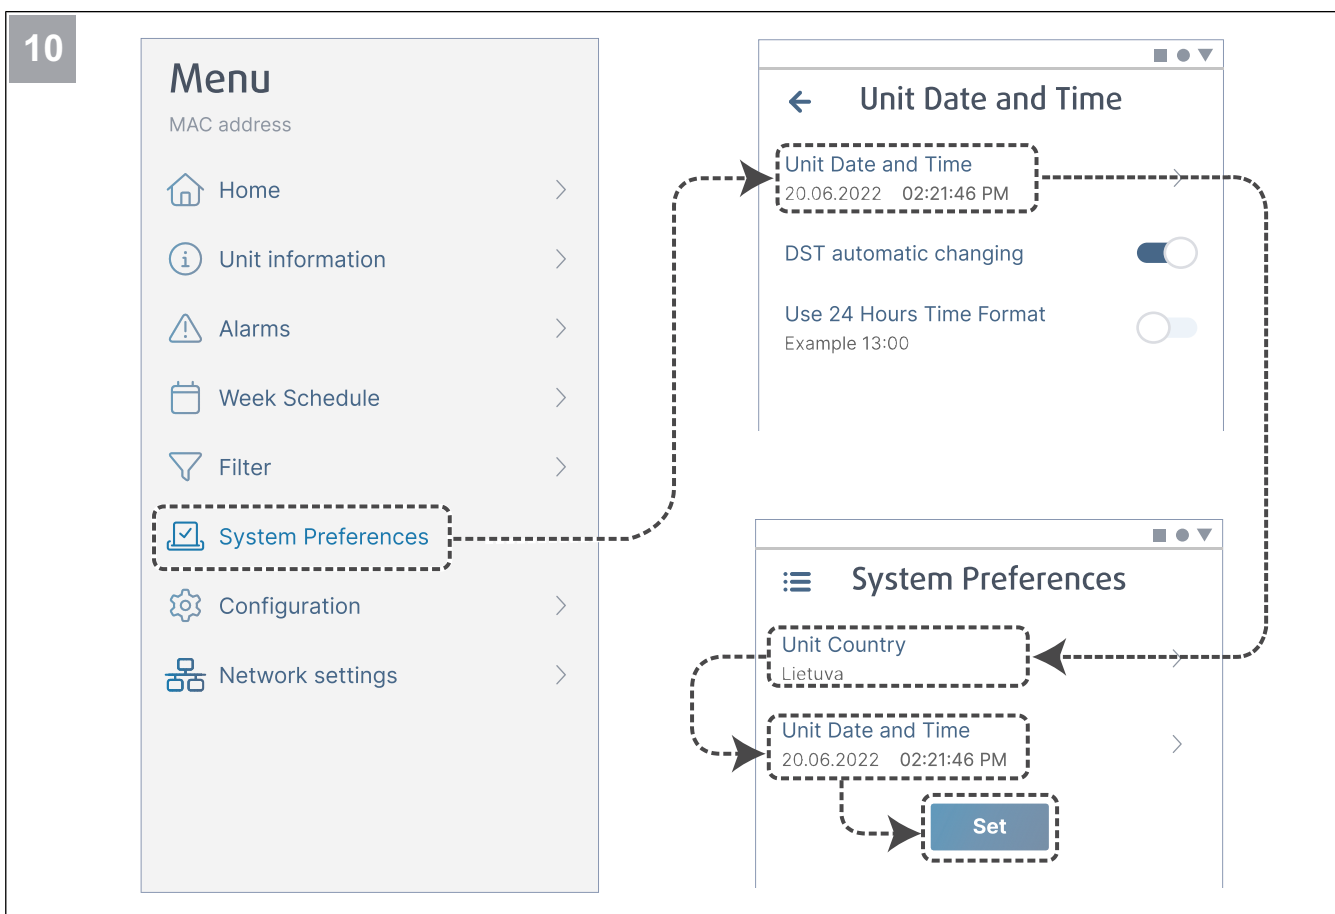 10
Menu
MAC address
Home
Unit information
Alarms
Week Schedule
Filter
System Preferences
Configuration
Network settings
Unit Date and Time
Unit Date and Time
20.06.2022 02:21:46 PM
DST automatic changing
Use 24 Hours Time Format
Example 13:00
System Preferences
Unit Country
Lietuva
Unit Date and Time
20.06.2022 02:21:46 PM
Set